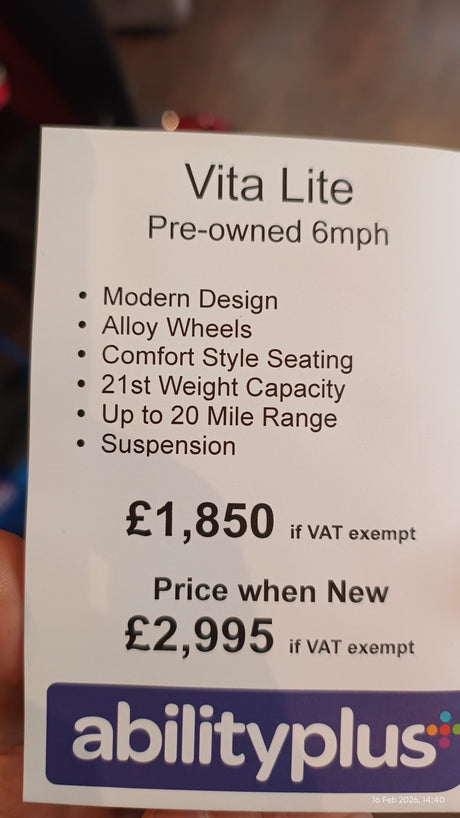 Vita Lite
Pre-owned 6mph
• Modern Design
• Alloy Wheels
• Comfort Style Seating
• 21st Weight Capacity
• Up to 20 Mile Range
• Suspension
£1,850 if VAT exempt
Price when New
£2,995 if VAT exempt
abilityplus
16 Feb 2026, 14:40